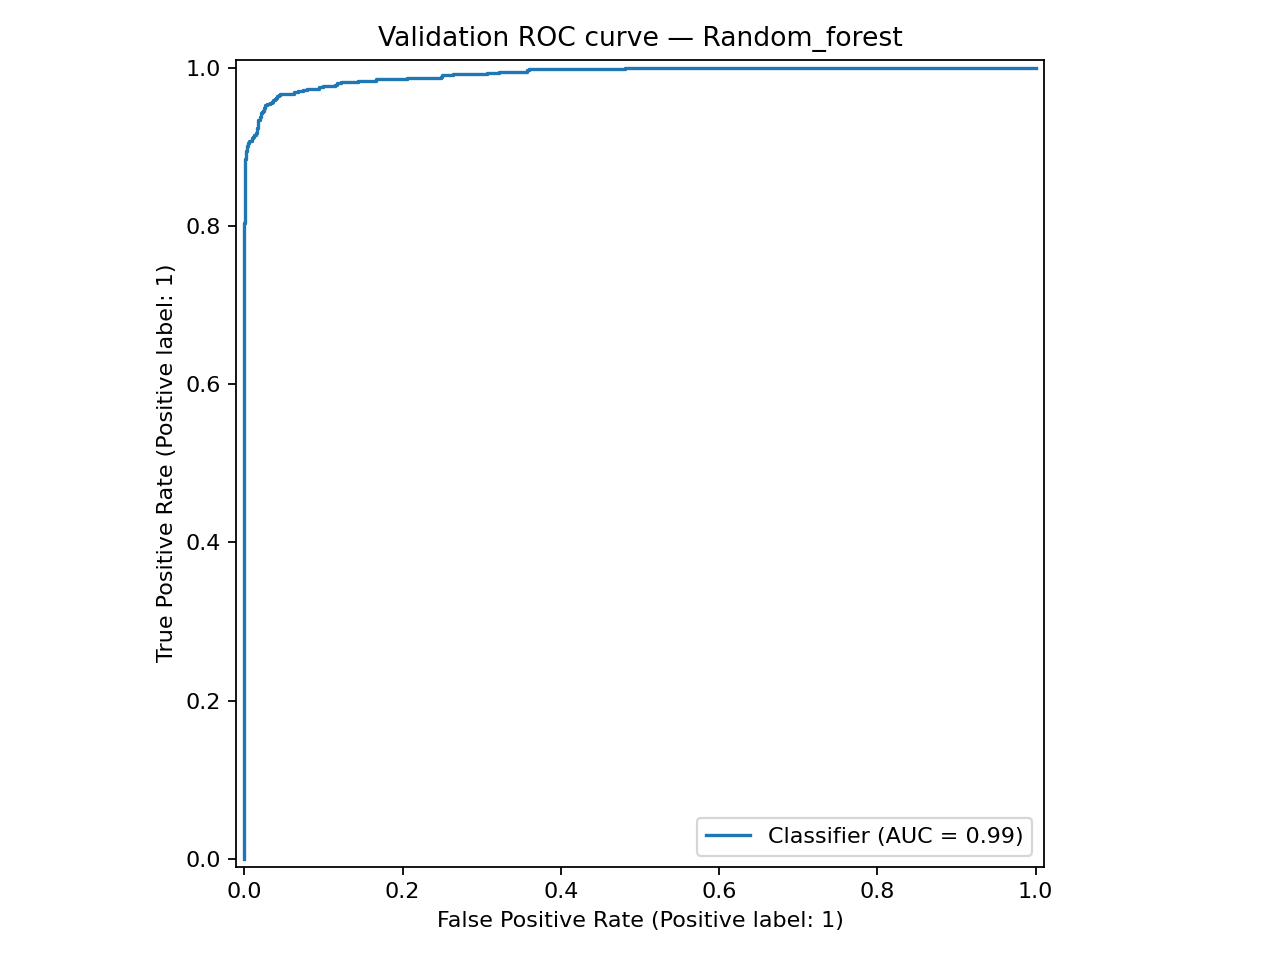 Validation ROC curve — Random_forest
1.0
0.8
0.6
0.4
0.2
0.0
True Positive Rate (Positive label: 1)
Classifier (AUC = 0.99)
0.0 0.2 0.4 0.6 0.8 1.0
False Positive Rate (Positive label: 1)